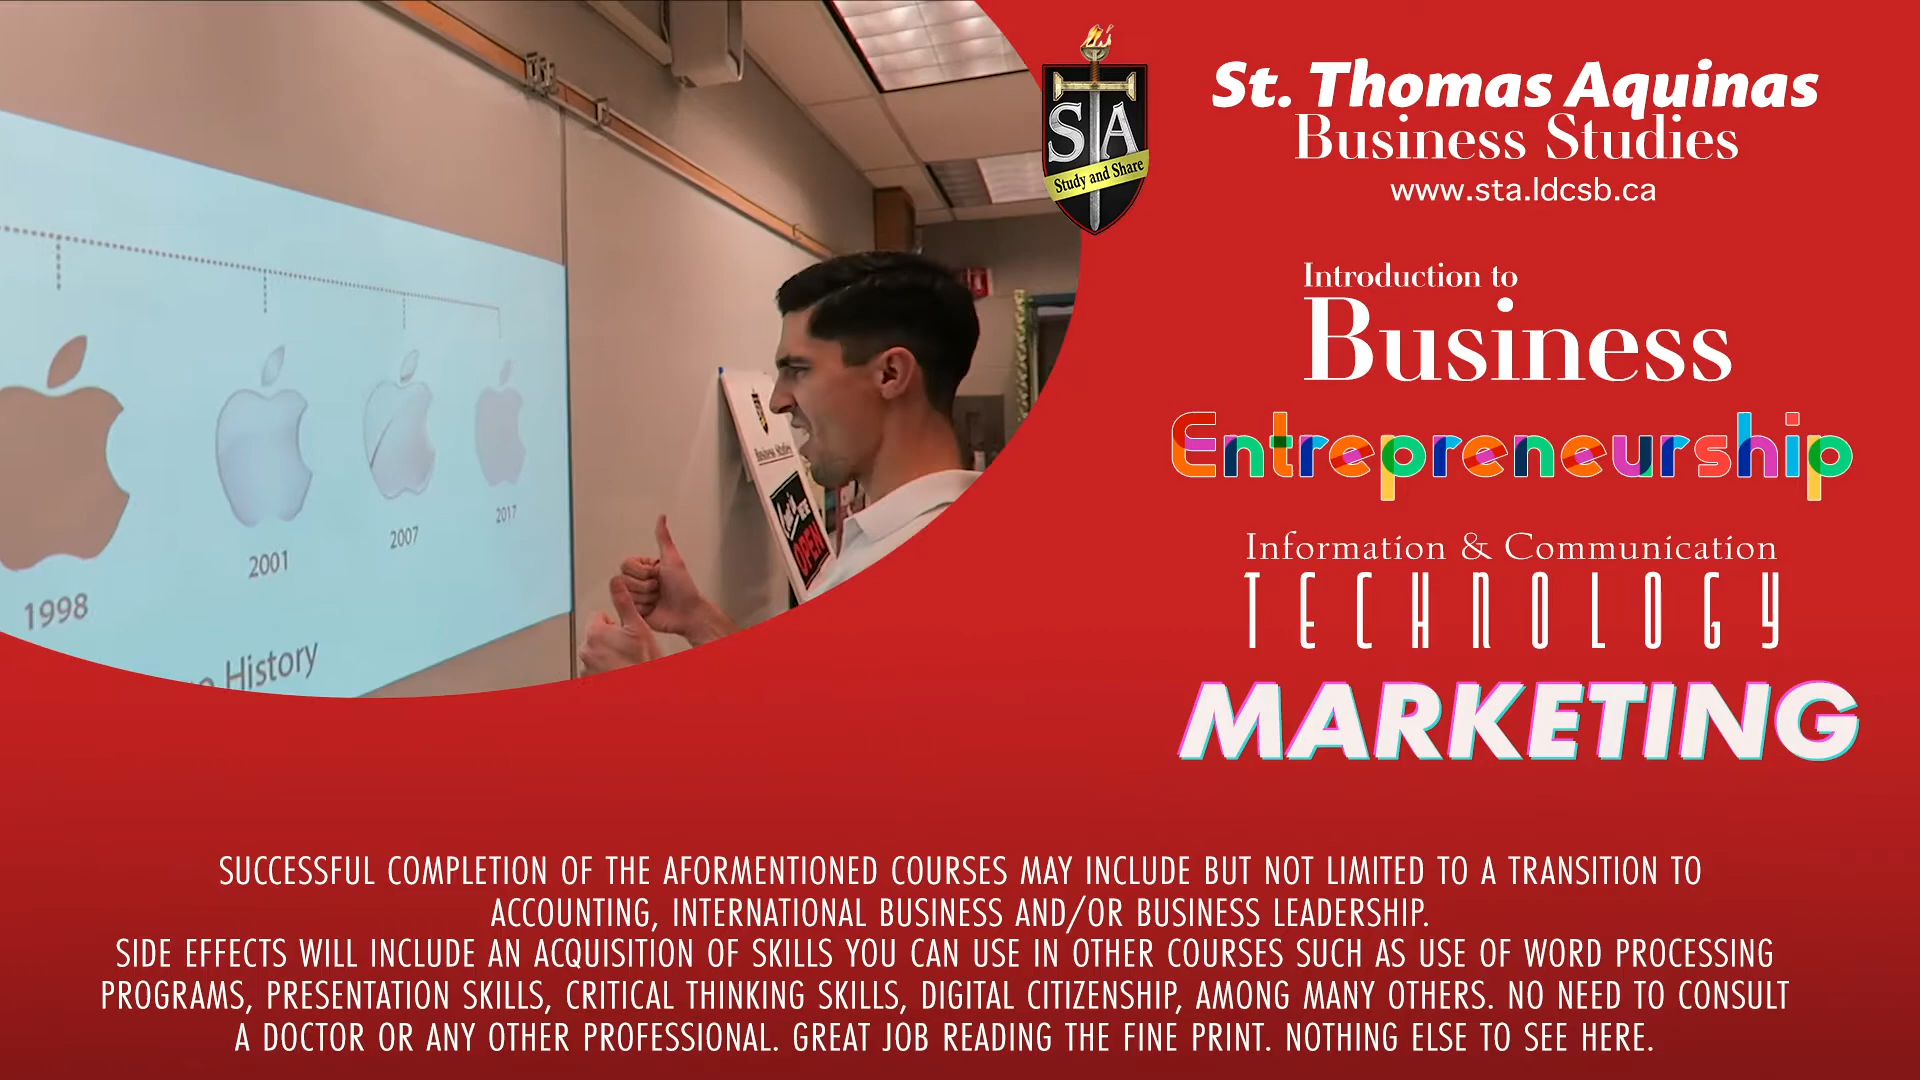 St. Thomas Aquinas
Business Studies
www.sta.ldcsb.ca
STA
Study and Share
Introduction to
Business
Entrepreneurship
Information & Communication
TECHNOLOGY
MARKETING
1998
2001
2007
2017
History
Business Studies
OPEN
SUCCESSFUL COMPLETION OF THE AFORMENTIONED COURSES MAY INCLUDE BUT NOT LIMITED TO A TRANSITION TO
ACCOUNTING, INTERNATIONAL BUSINESS AND/OR BUSINESS LEADERSHIP.
SIDE EFFECTS WILL INCLUDE AN ACQUISITION OF SKILLS YOU CAN USE IN OTHER COURSES SUCH AS USE OF WORD PROCESSING
PROGRAMS, PRESENTATION SKILLS, CRITICAL THINKING SKILLS, DIGITAL CITIZENSHIP, AMONG MANY OTHERS. NO NEED TO CONSULT
A DOCTOR OR ANY OTHER PROFESSIONAL. GREAT JOB READING THE FINE PRINT. NOTHING ELSE TO SEE HERE.